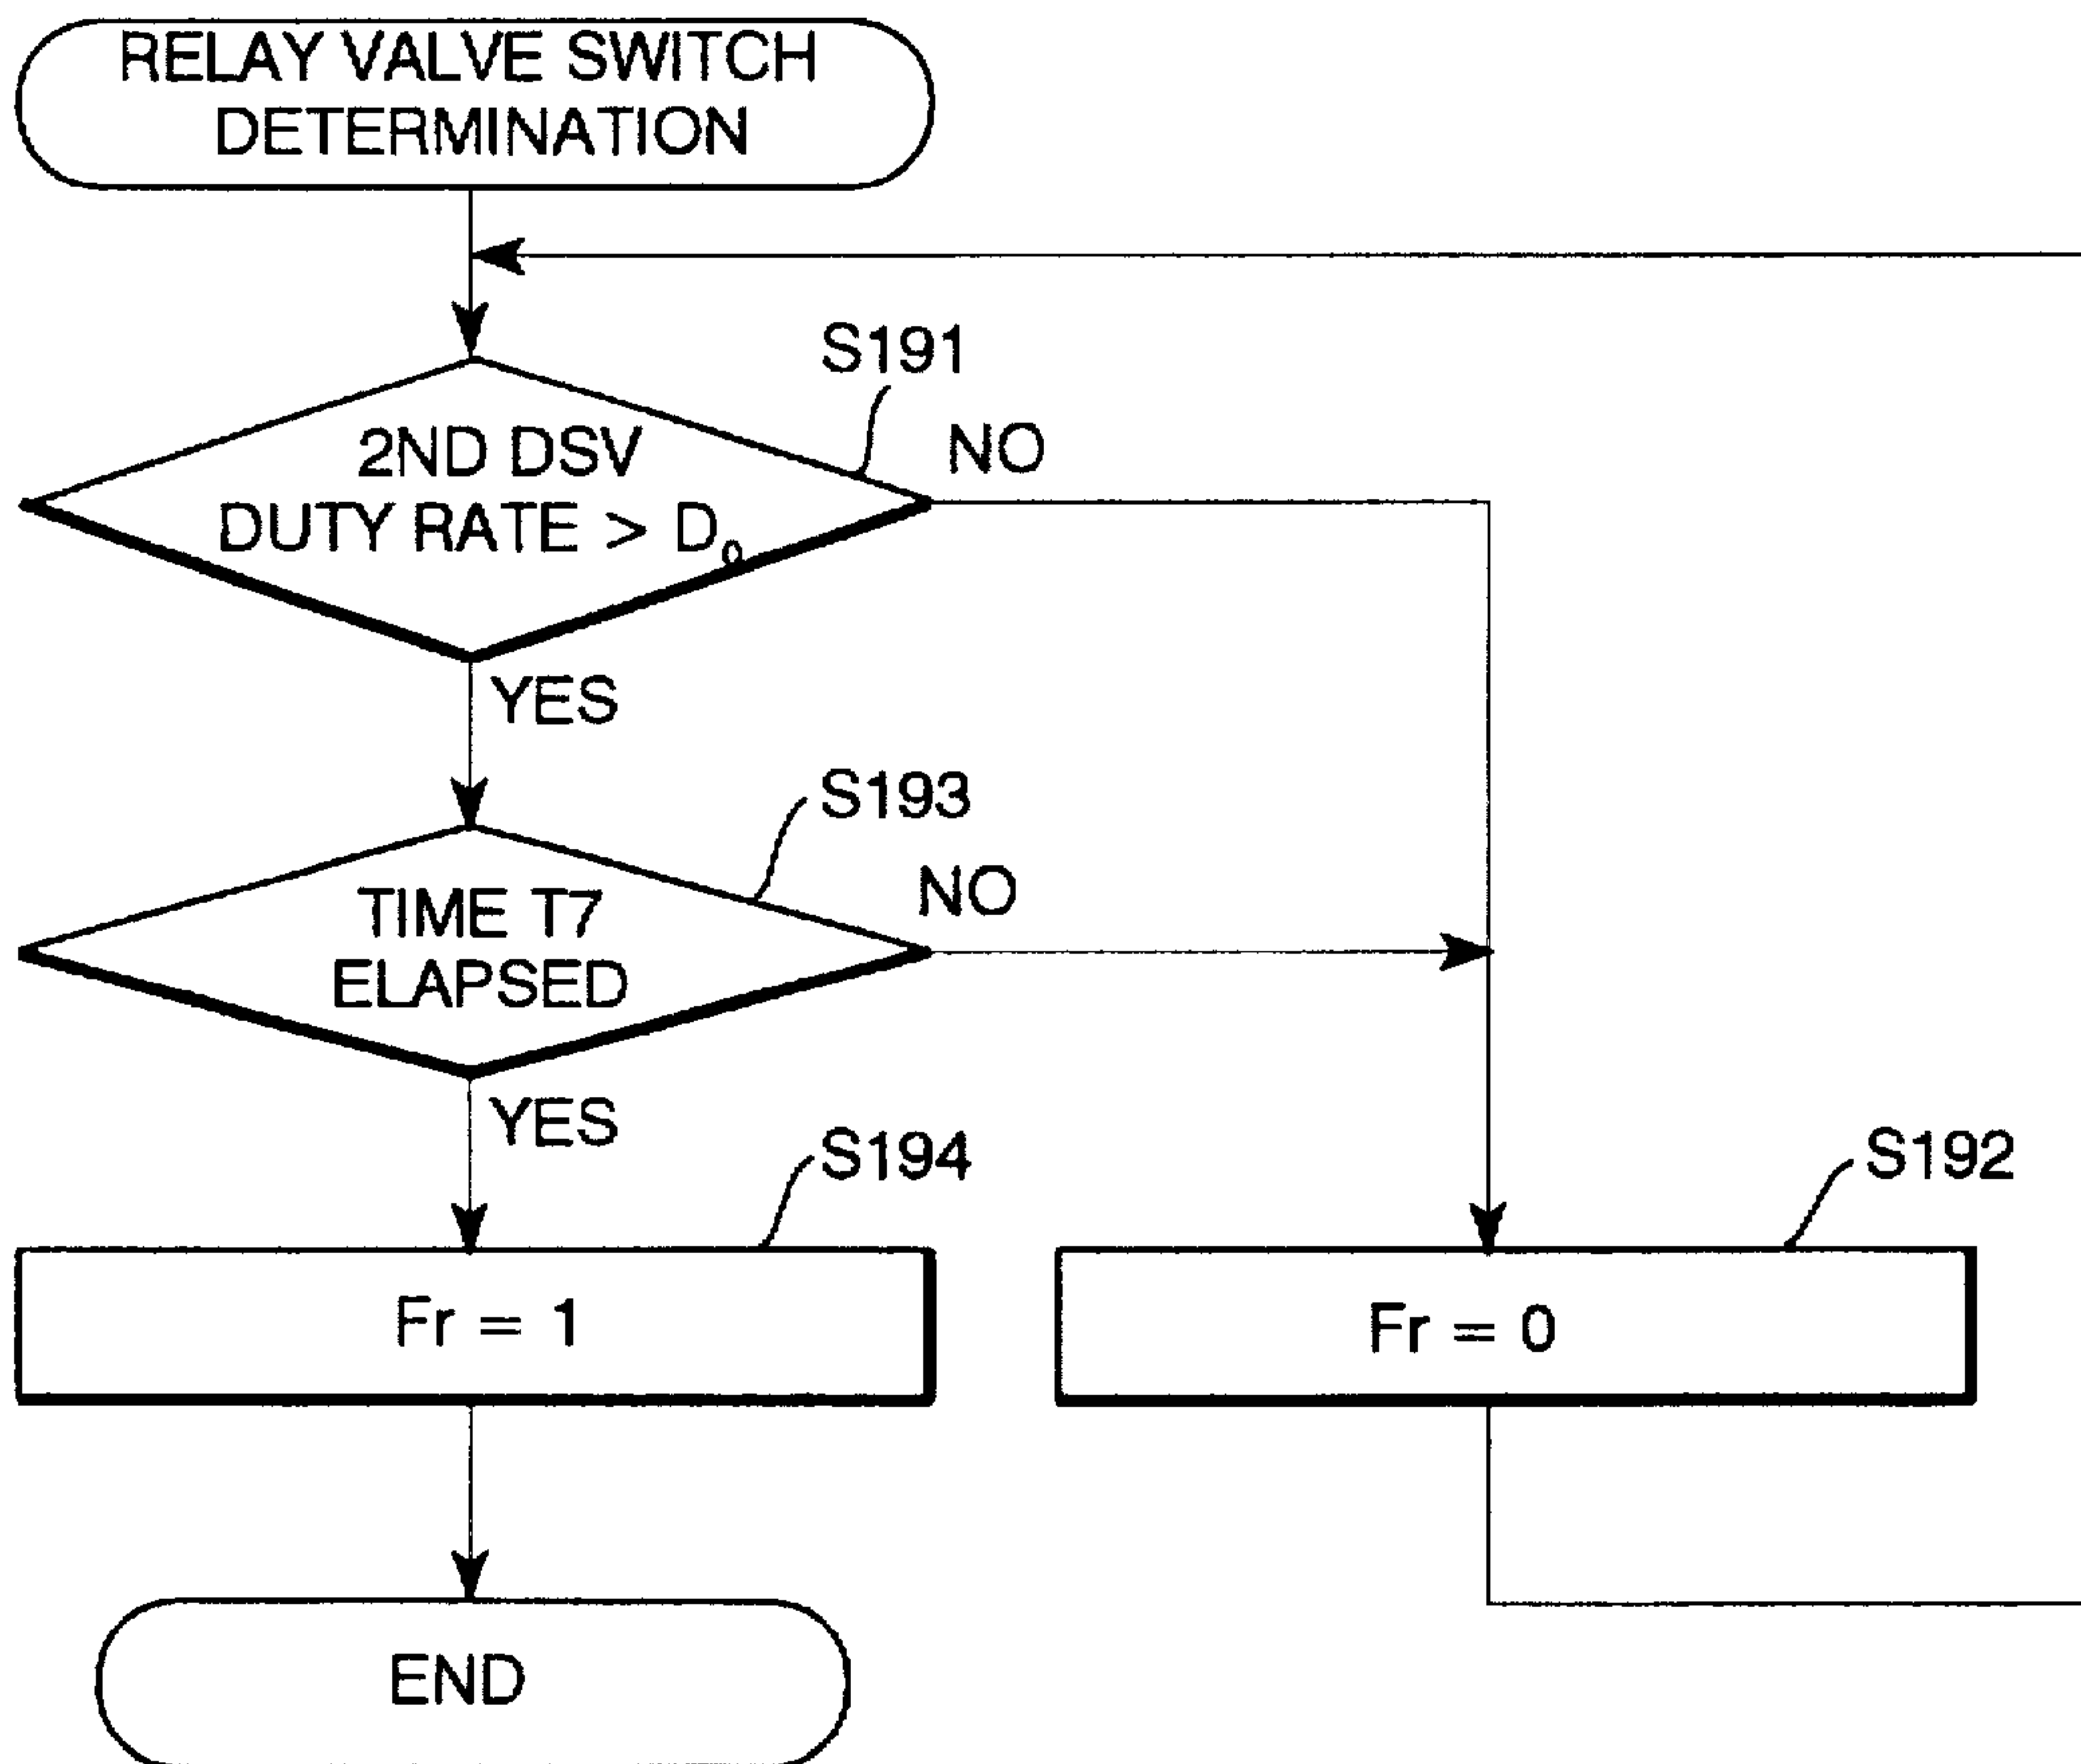 RELAY VALVE SWITCH
DETERMINATION
S191
2ND DSV
DUTY RATE > D₀
NO
YES
S193
TIME T7
ELAPSED
NO
YES
S194
Fr = 1
S192
Fr = 0
END